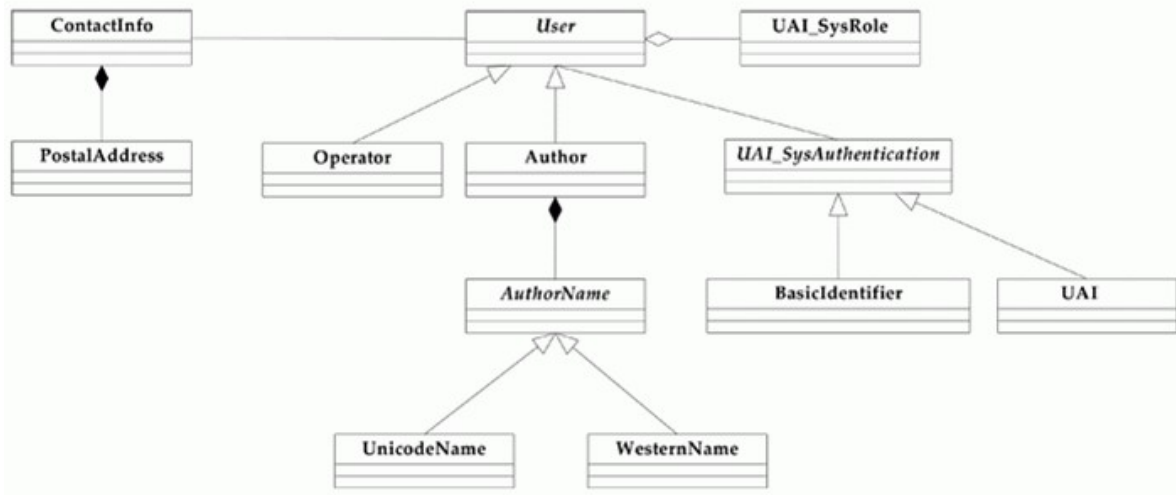 ContactInfo
User
UAI_SysRole
PostalAddress
Operator
Author
UAI_SysAuthentication
AuthorName
BasicIdentifier
UAI
UnicodeName
WesternName